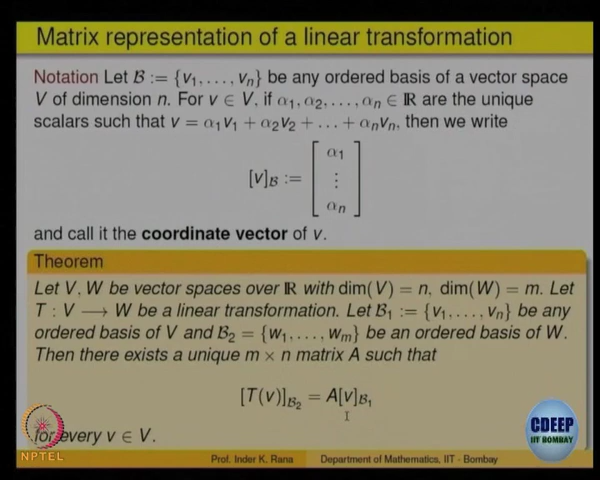 Matrix representation of a linear transformation
Notation Let ℬ := {v₁, . . . , vₙ} be any ordered basis of a vector space
V of dimension n. For v ∈ V, if α₁, α₂, . . . , αₙ ∈ ℝ are the unique
scalars such that v = α₁v₁ + α₂v₂ + . . . + αₙvₙ, then we write
[v]_ℬ := [ α₁ ⋮ αₙ ]
and call it the coordinate vector of v.
Theorem
Let V, W be vector spaces over ℝ with dim(V) = n, dim(W) = m. Let
T : V ⟶ W be a linear transformation. Let ℬ₁ := {v₁, . . . , vₙ} be any
ordered basis of V and ℬ₂ = {w₁, . . . , wₘ} be an ordered basis of W.
Then there exists a unique m × n matrix A such that
[T(v)]_ℬ₂ = A[v]_ℬ₁
for every v ∈ V.
NPTEL
CDEEP
IIT BOMBAY
Prof. Inder K. Rana Department of Mathematics, IIT - Bombay